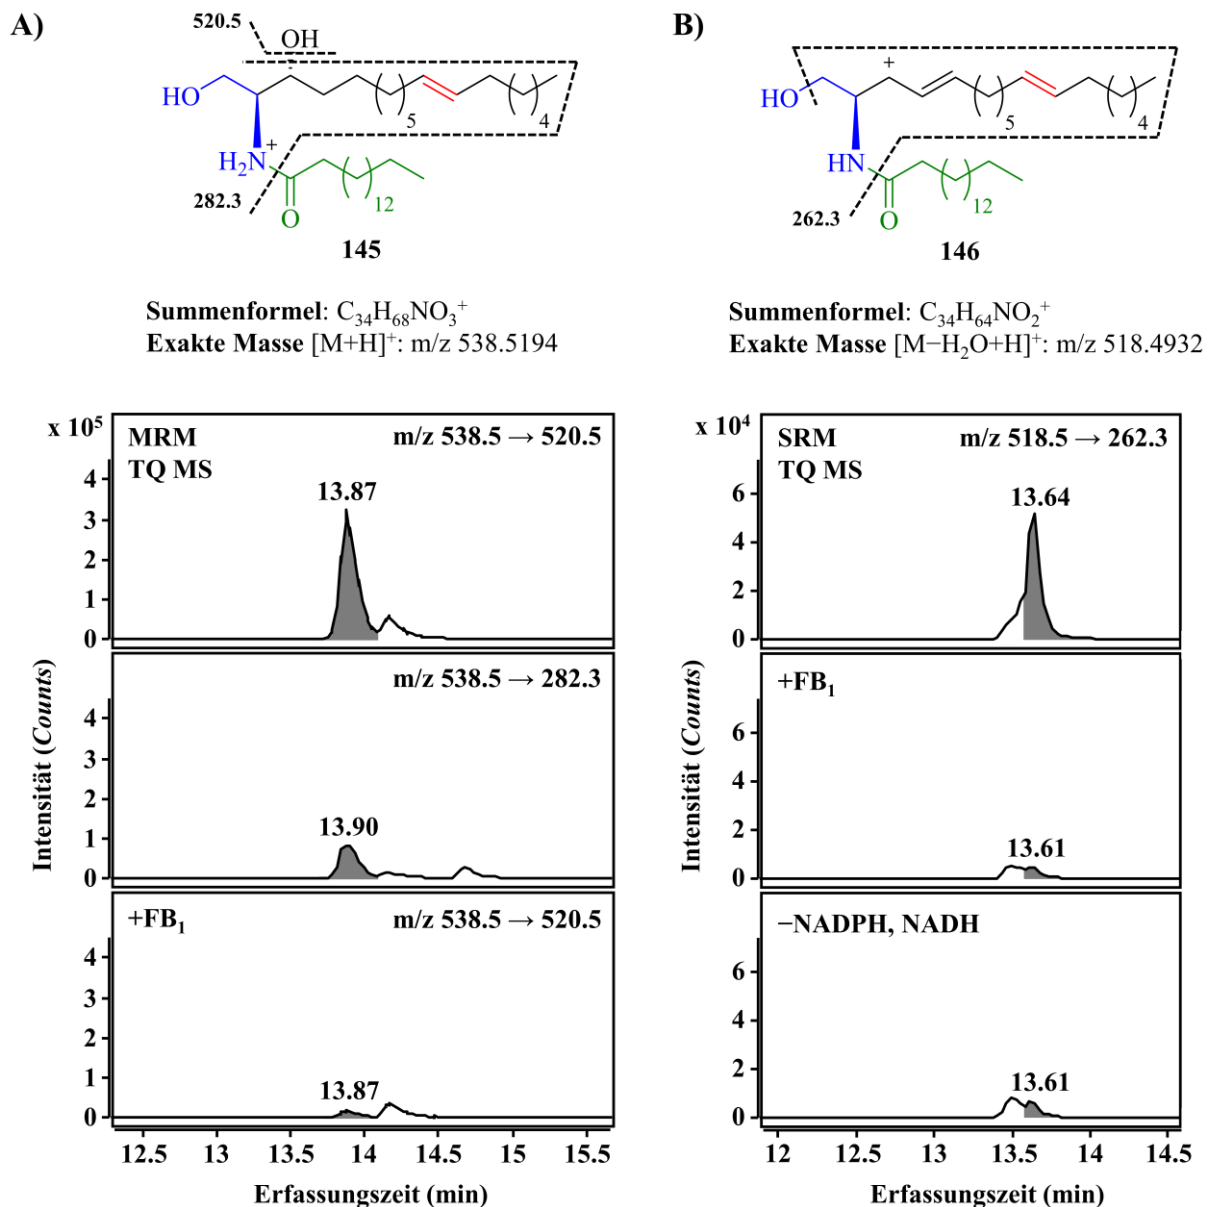 A)
520.5
OH
HO
5
4
H2N+
O
12
282.3
145
Summenformel: C34H68NO3+
Exakte Masse [M+H]+: m/z 538.5194
B)
+
HO
5
4
HN
O
12
262.3
146
Summenformel: C34H64NO2+
Exakte Masse [M−H2O+H]+: m/z 518.4932
x 10^5
MRM
TQ MS
m/z 538.5 → 520.5
13.87
4
3
2
1
0
m/z 538.5 → 282.3
13.90
4
3
2
1
0
+FB1
m/z 538.5 → 520.5
13.87
4
3
2
1
0
12.5 13 13.5 14 14.5 15 15.5
Erfassungszeit (min)
Intensität (Counts)
x 10^4
SRM
TQ MS
m/z 518.5 → 262.3
13.64
6
4
2
0
+FB1
13.61
6
4
2
0
−NADPH, NADH
13.61
6
4
2
0
12 12.5 13 13.5 14 14.5
Erfassungszeit (min)
Intensität (Counts)